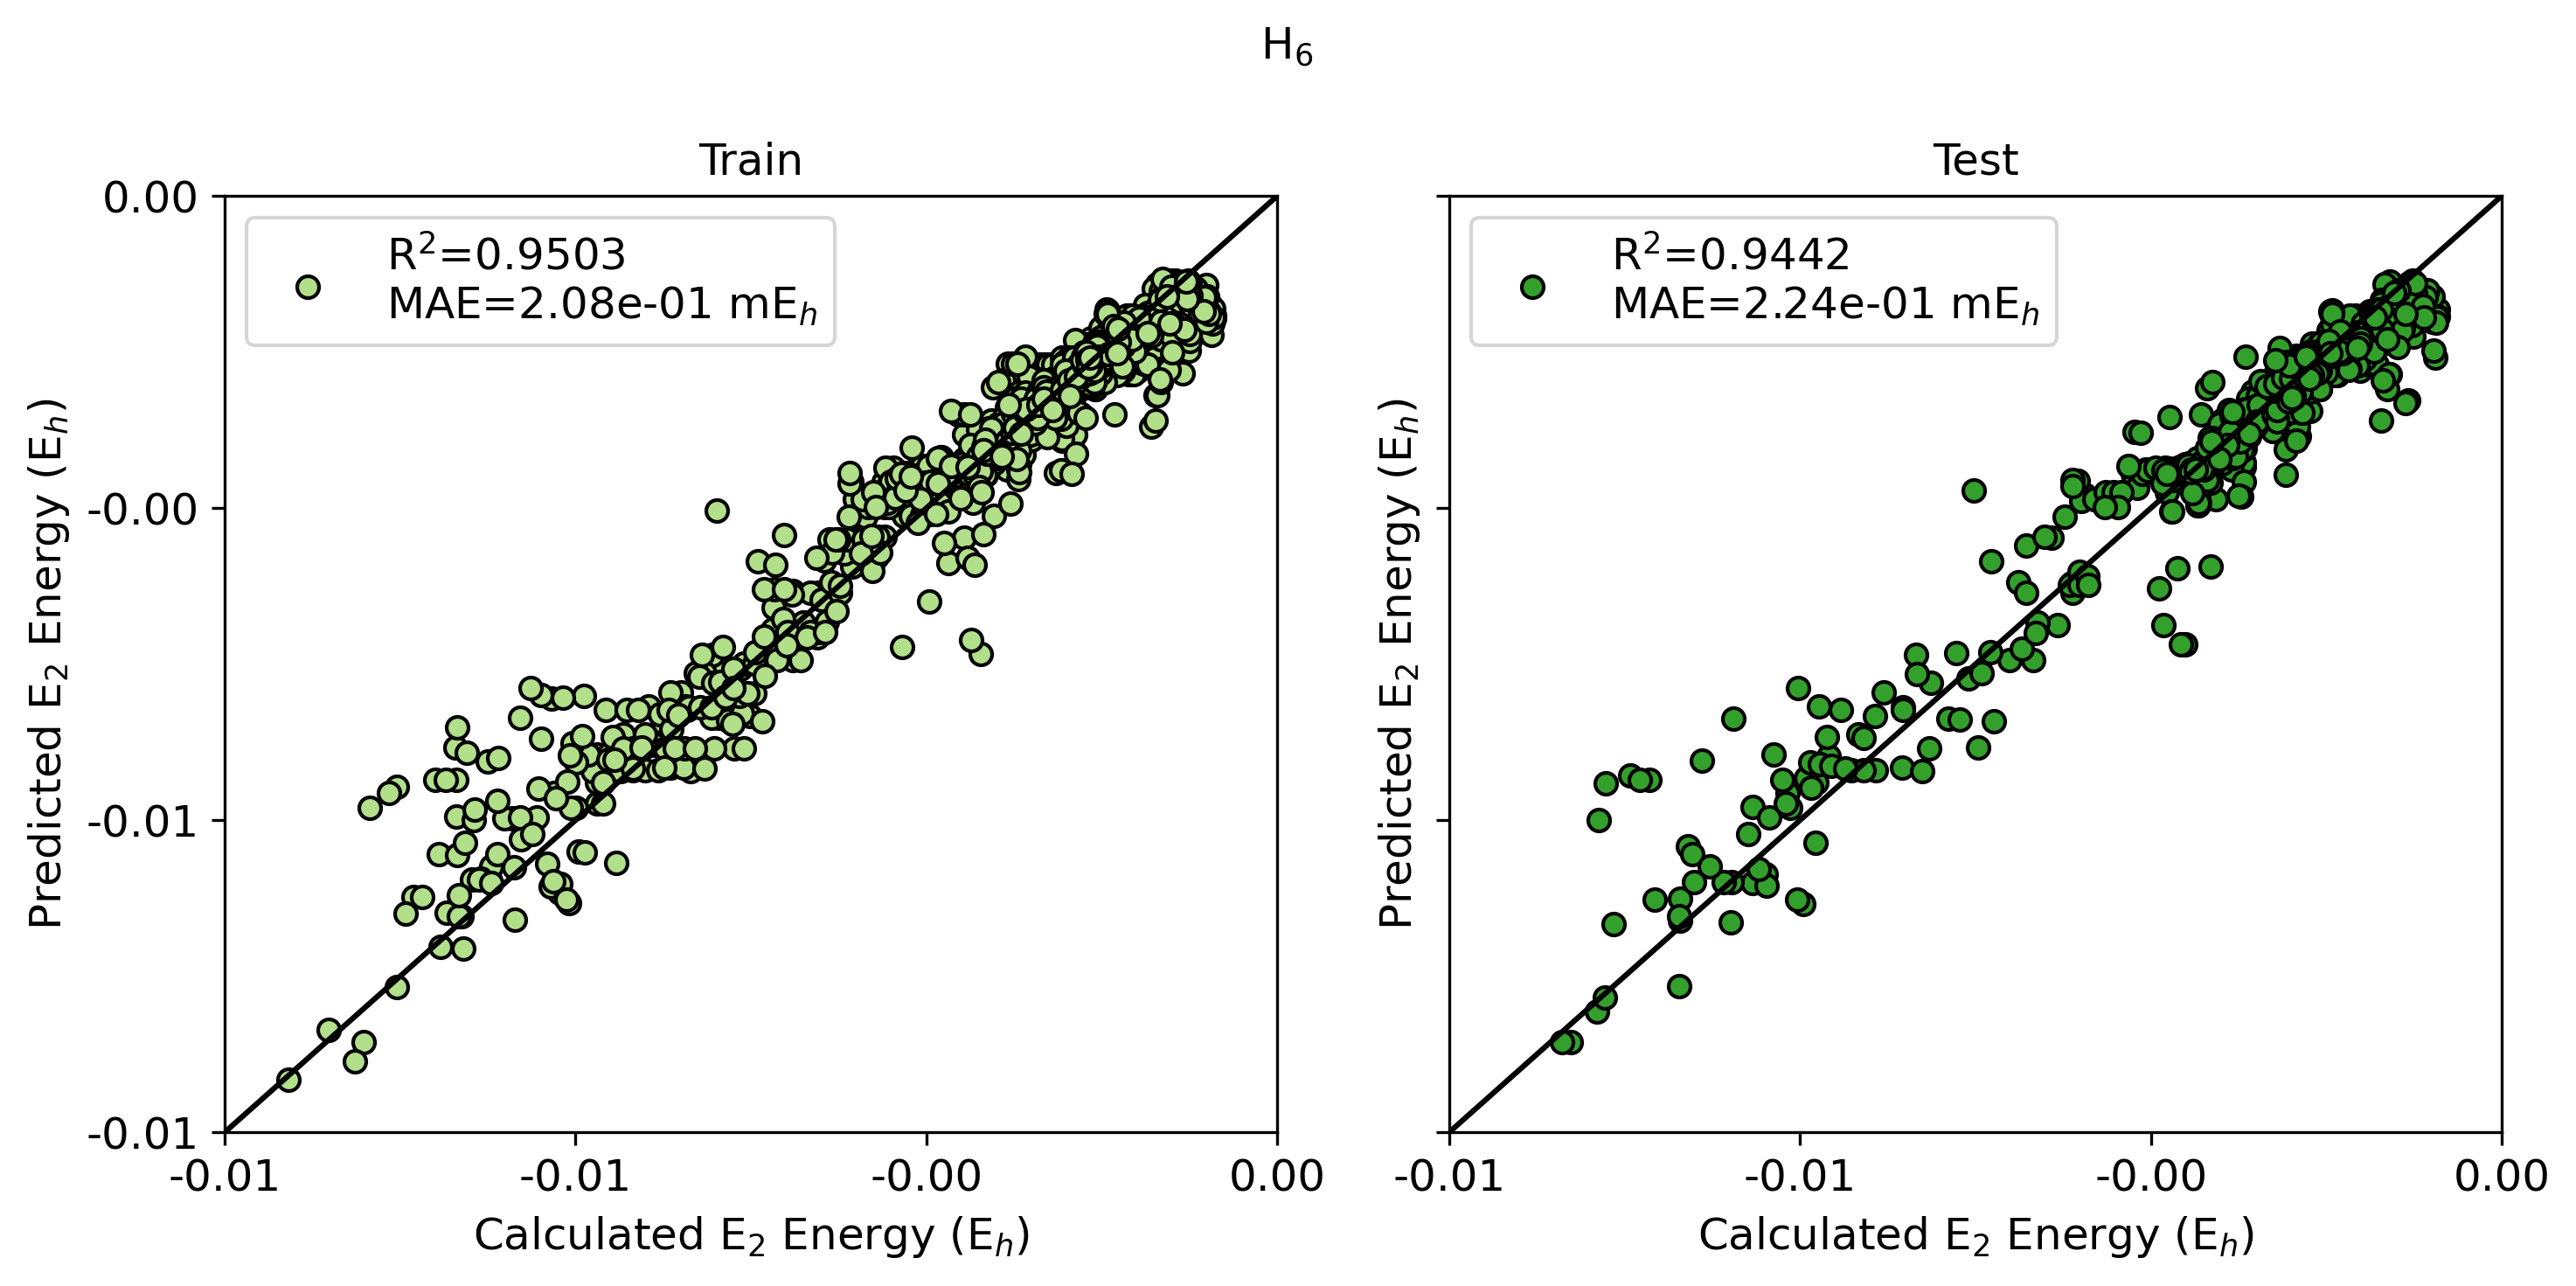 H₆
Train
Test
R²=0.9503
MAE=2.08e-01 mEₕ
R²=0.9442
MAE=2.24e-01 mEₕ
Predicted E₂ Energy (Eₕ)
0.00
-0.00
-0.01
-0.01
-0.01
-0.01
-0.00
0.00
Calculated E₂ Energy (Eₕ)
Predicted E₂ Energy (Eₕ)
-0.01
-0.01
-0.00
0.00
Calculated E₂ Energy (Eₕ)